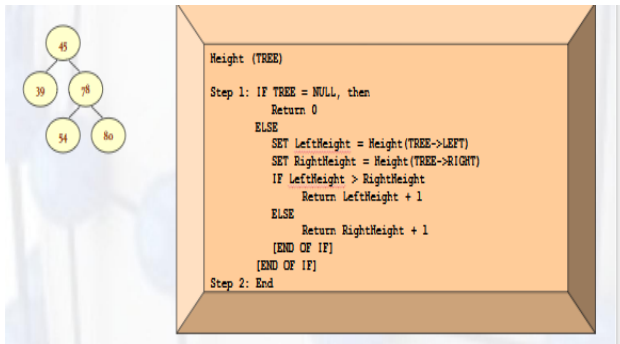 45
39 78
54 80
Height (TREE)
Step 1: IF TREE = NULL, then
Return 0
ELSE
SET LeftHeight = Height(TREE->LEFT)
SET RightHeight = Height(TREE->RIGHT)
IF LeftHeight > RightHeight
Return LeftHeight + 1
ELSE
Return RightHeight + 1
[END OF IF]
[END OF IF]
Step 2: End